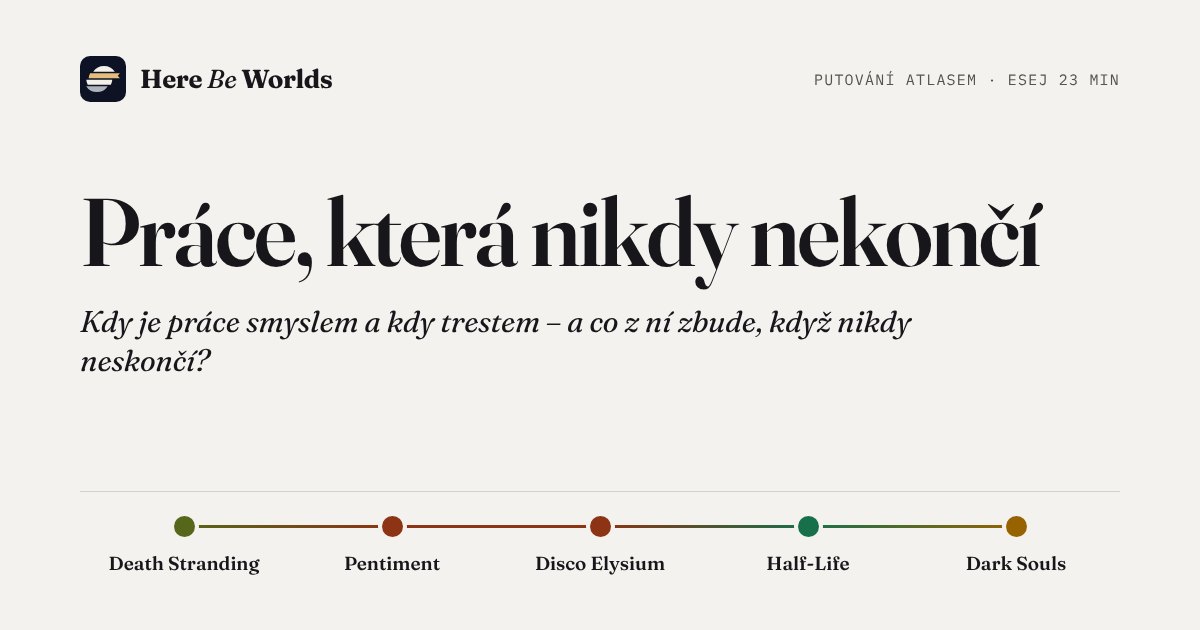 Here Be Worlds
PUTOVÁNÍ ATLASEM · ESEJ 23 MIN
Práce, která nikdy nekončí
Kdy je práce smyslem a kdy trestem – a co z ní zbude, když nikdy
neskončí?
Death Stranding
Pentiment
Disco Elysium
Half-Life
Dark Souls